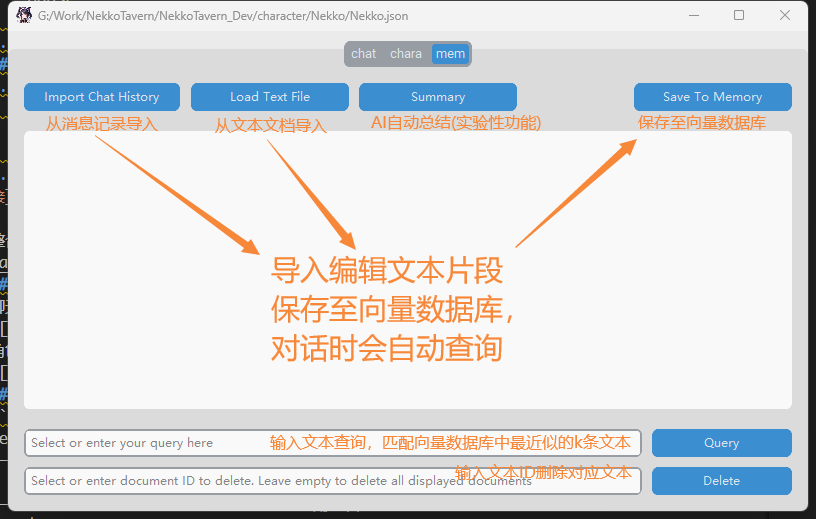 G:/Work/NekkoTavern/NekkoTavern_Dev/character/Nekko/Nekko.json
chat chara mem
Import Chat History Load Text File Summary Save To Memory
从消息记录导入 从文本文档导入 AI自动总结(实验性功能) 保存至向量数据库
导入编辑文本片段
保存至向量数据库，
对话时会自动查询
Select or enter your query here 输入文本查询，匹配向量数据库中最近似的k条文本 Query
输入文本ID删除对应文本
Select or enter document ID to delete. Leave empty to delete all displayed documents Delete